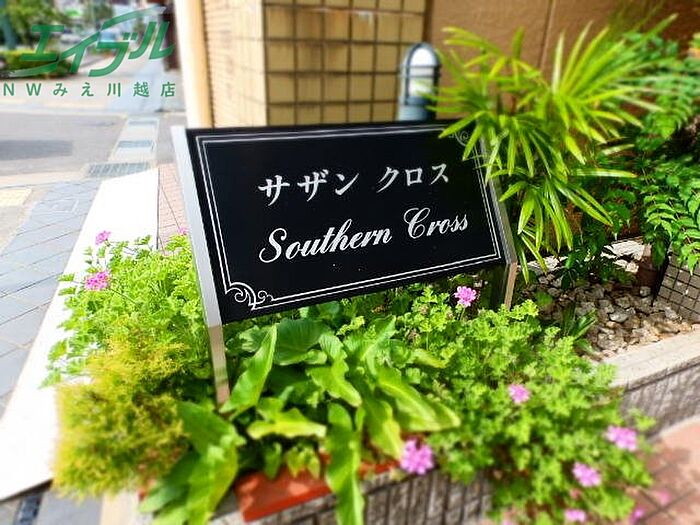 エイブル
NWみえ川越店
サザン クロス
Southern Cross